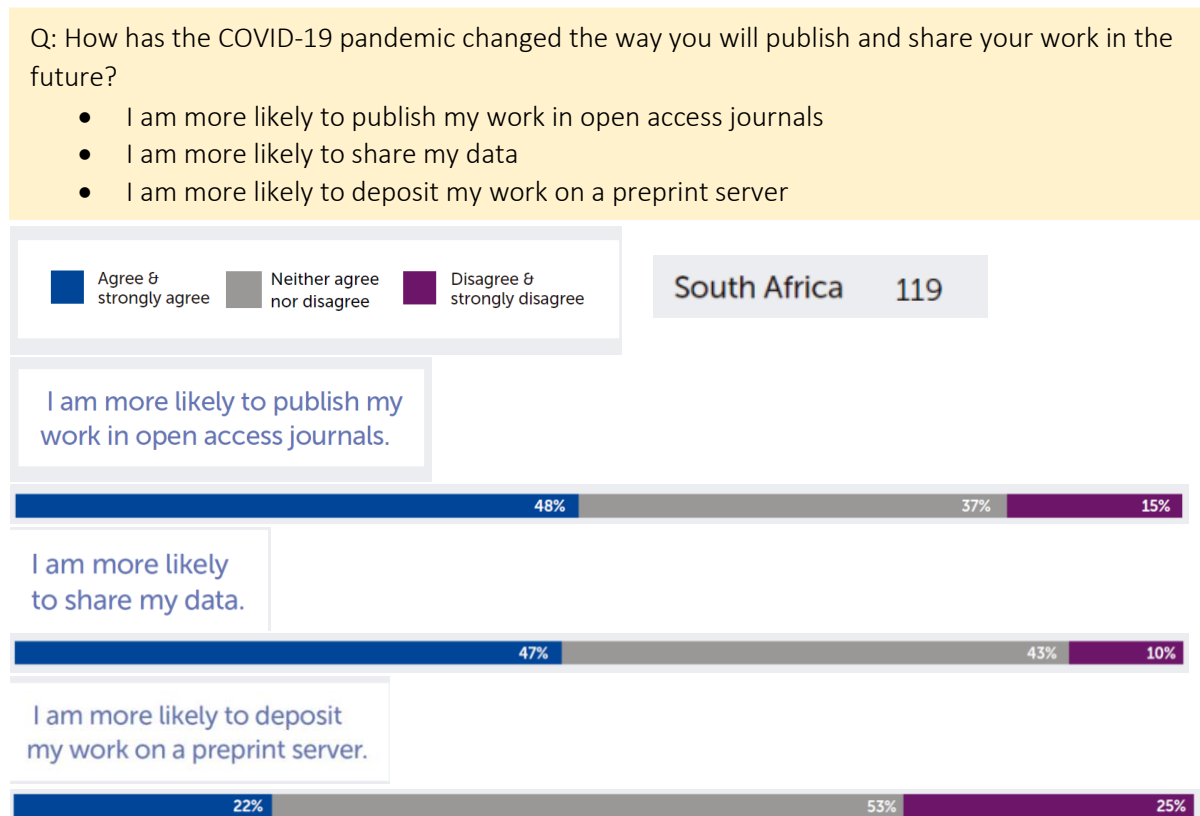 Q: How has the COVID-19 pandemic changed the way you will publish and share your work in the
future?
• I am more likely to publish my work in open access journals
• I am more likely to share my data
• I am more likely to deposit my work on a preprint server
Agree &
strongly agree
Neither agree
nor disagree
Disagree &
strongly disagree
South Africa 119
I am more likely to publish my
work in open access journals.
48% 37% 15%
I am more likely
to share my data.
47% 43% 10%
I am more likely to deposit
my work on a preprint server.
22% 53% 25%